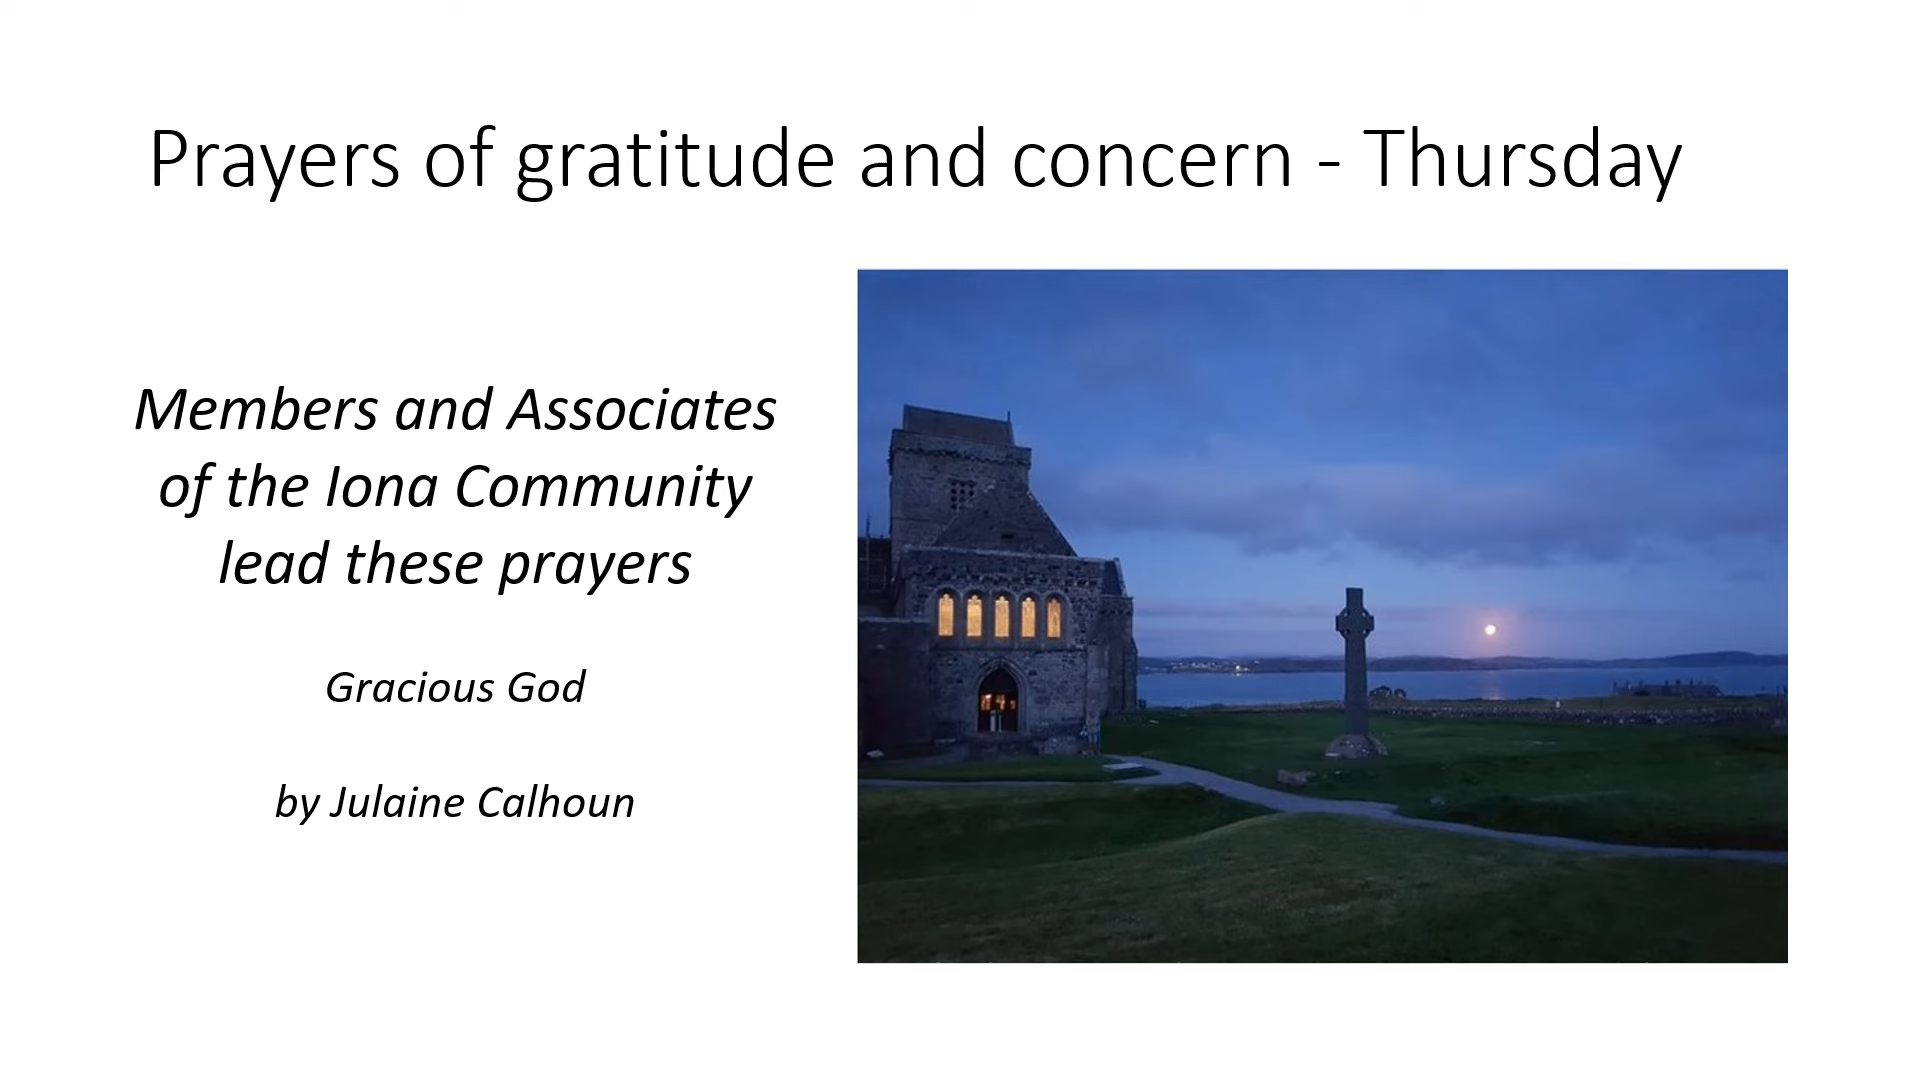 Prayers of gratitude and concern - Thursday
Members and Associates
of the Iona Community
lead these prayers
Gracious God
by Julaine Calhoun